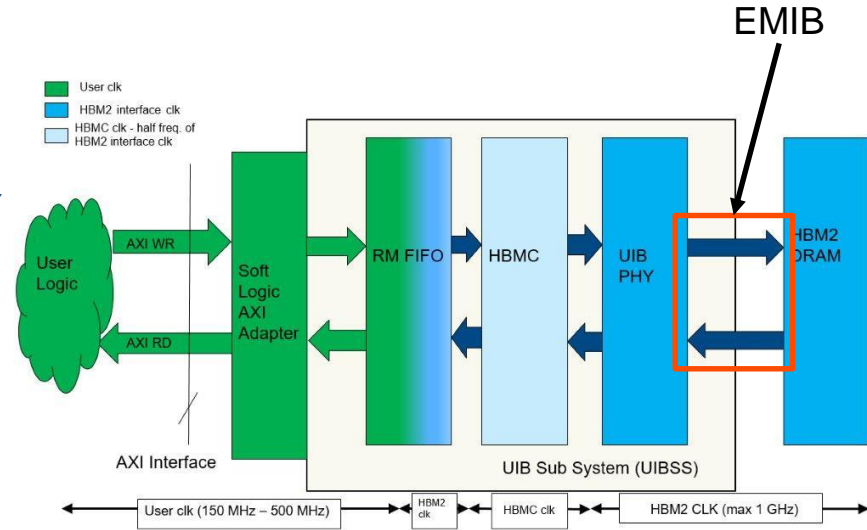 EMIB
User clk
HBM2 interface clk
HBMC clk - half freq. of
HBM2 interface clk
User
Logic
AXI WR
AXI RD
AXI Interface
Soft
Logic
AXI
Adapter
RM FIFO
HBMC
UIB
PHY
HBM2
DRAM
UIB Sub System (UIBSS)
User clk (150 MHz – 500 MHz)
HBM2
clk
HBMC clk
HBM2 CLK (max 1 GHz)